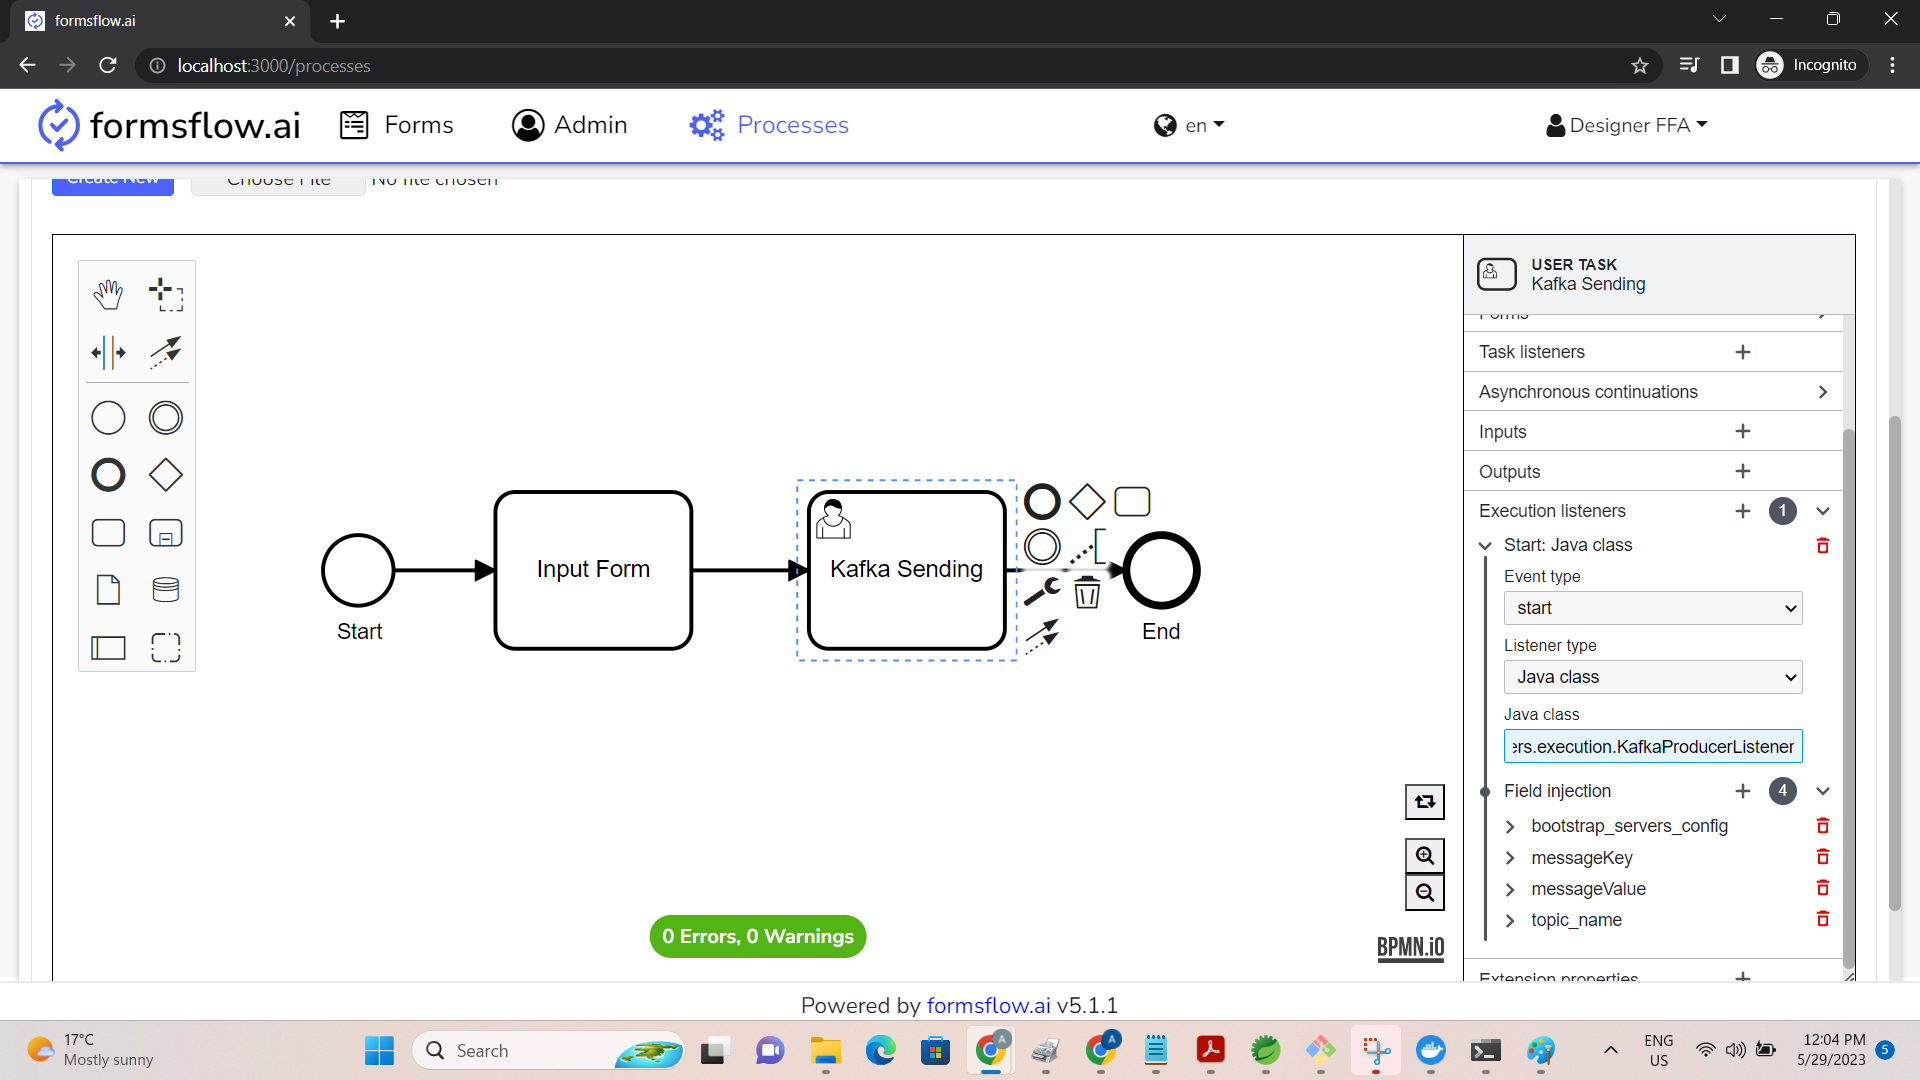 formsflow.ai
localhost:3000/processes
Incognito
formsflow.ai
Forms
Admin
Processes
en
Designer FFA
Create New
Choose File
No file chosen
USER TASK
Kafka Sending
Forms
Task listeners
Asynchronous continuations
Inputs
Outputs
Execution listeners
1
Start: Java class
Event type
start
Listener type
Java class
Java class
ers.execution.KafkaProducerListener
Field injection
4
bootstrap_servers_config
messageKey
messageValue
topic_name
Extension properties
Input Form
Kafka Sending
Start
End
0 Errors, 0 Warnings
BPMN.iO
Powered by formsflow.ai v5.1.1
17°C
Mostly sunny
Search
A
A
ENG
US
12:04 PM
5/29/2023
5